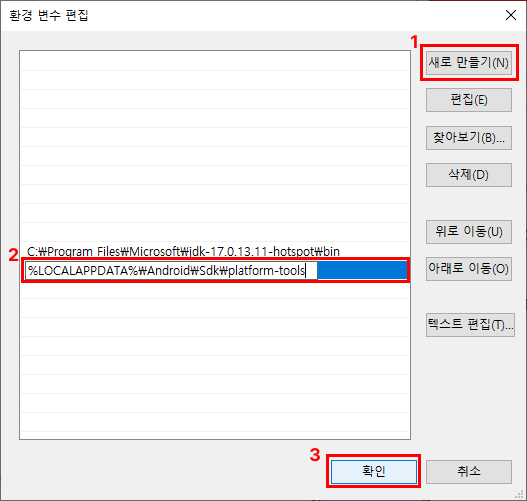 환경 변수 편집
1
새로 만들기(N)
편집(E)
찾아보기(B)...
삭제(D)
위로 이동(U)
C:₩Program Files₩Microsoft₩jdk-17.0.13.11-hotspot₩bin
2
%LOCALAPPDATA%₩Android₩Sdk₩platform-tools
아래로 이동(O)
텍스트 편집(T)...
3
확인
취소